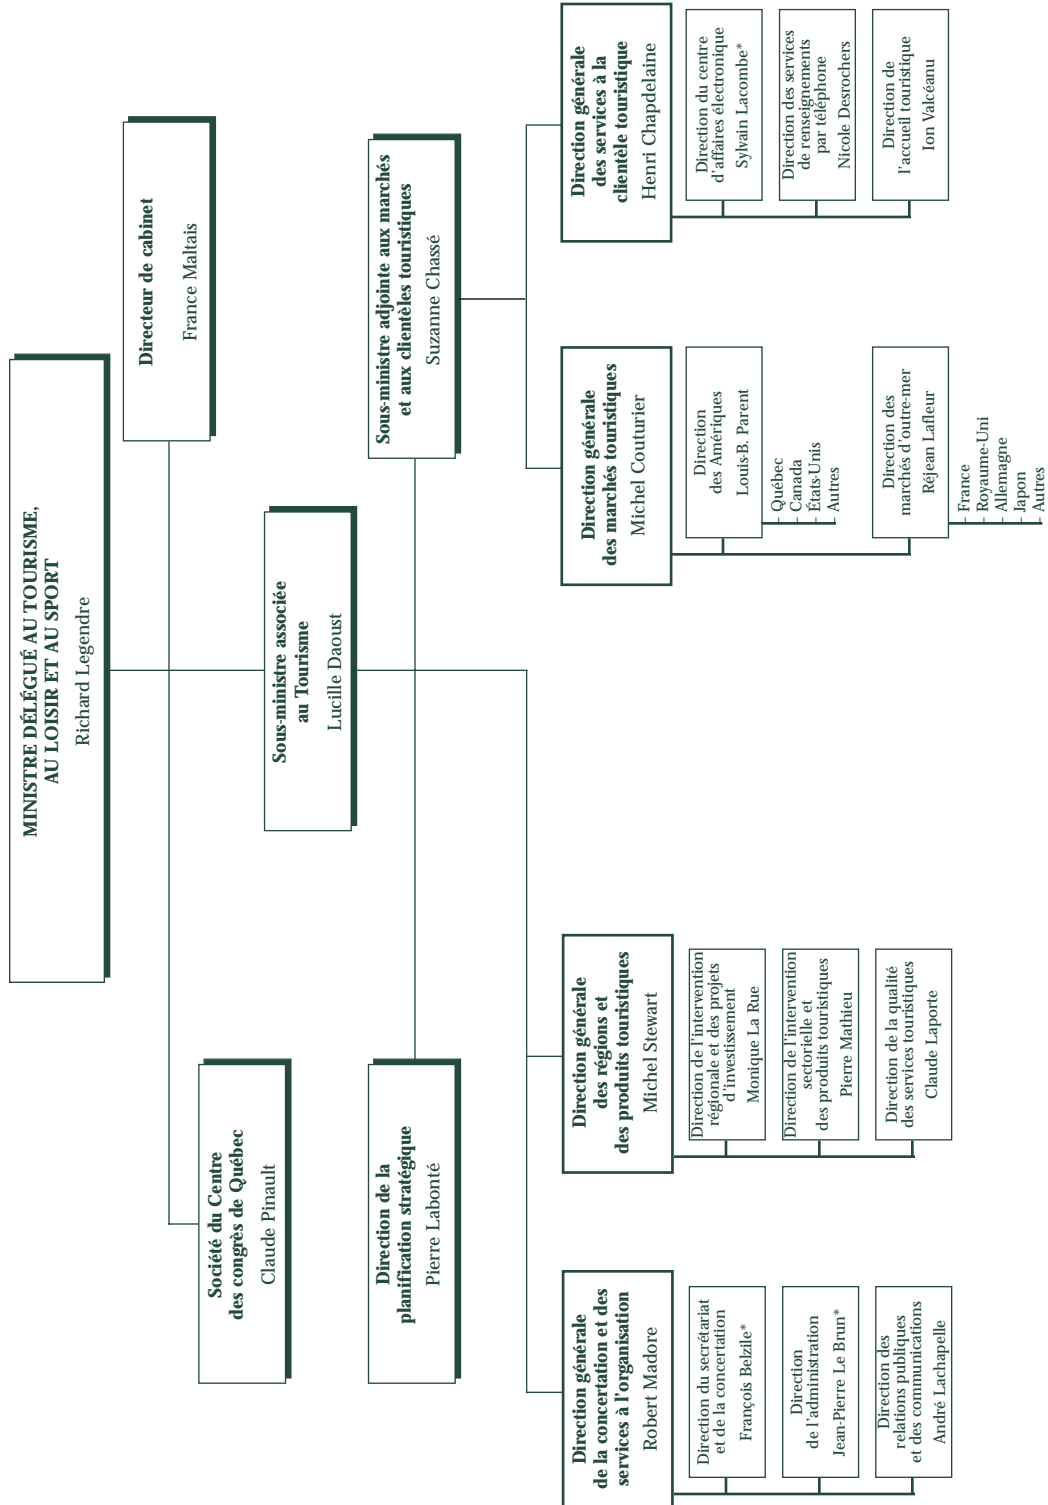 MINISTRE DÉLÉGUÉ AU TOURISME,
AU LOISIR ET AU SPORT
Richard Legendre
Directeur de cabinet
France Maltais
Société du Centre
des congrès de Québec
Claude Pinault
Sous-ministre associée
au Tourisme
Lucille Daoust
Direction de la
planification stratégique
Pierre Labonté
Sous-ministre adjointe aux marchés
et aux clientèles touristiques
Suzanne Chassé
Direction générale
de la concertation et des
services à l'organisation
Robert Madore
Direction du secrétariat
et de la concertation
François Belzile*
Direction
de l'administration
Jean-Pierre Le Brun*
Direction des
relations publiques
et des communications
André Lachapelle
Direction générale
des régions et
des produits touristiques
Michel Stewart
Direction de l'intervention
régionale et des projets
d'investissement
Monique La Rue
Direction de l'intervention
sectorielle et
des produits touristiques
Pierre Mathieu
Direction de la qualité
des services touristiques
Claude Laporte
Direction générale
des marchés touristiques
Michel Couturier
Direction
des Amériques
Louis-B. Parent
Québec
Canada
États-Unis
Autres
Direction des
marchés d'outre-mer
Réjean Lafleur
France
Royaume-Uni
Allemagne
Japon
Autres
Direction générale
des services à la
clientèle touristique
Henri Chapdelaine
Direction du centre
d'affaires électronique
Sylvain Lacombe*
Direction des services
de renseignements
par téléphone
Nicole Desrochers
Direction de
l'accueil touristique
Ion Valcéanu